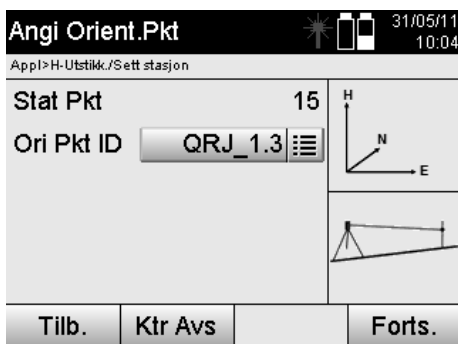 Angi Orient.Pkt
31/05/11
10:04
Appl>H-Utstikk./Sett stasjon
Stat Pkt 15
Ori Pkt ID QRJ_1.3
H
N
E
Tilb. Ktr Avs Forts.